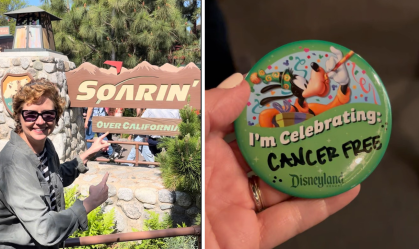 SOARIN'
OVER CALIFORNIA
I'm Celebrating:
CANCER FREE
Disneyland